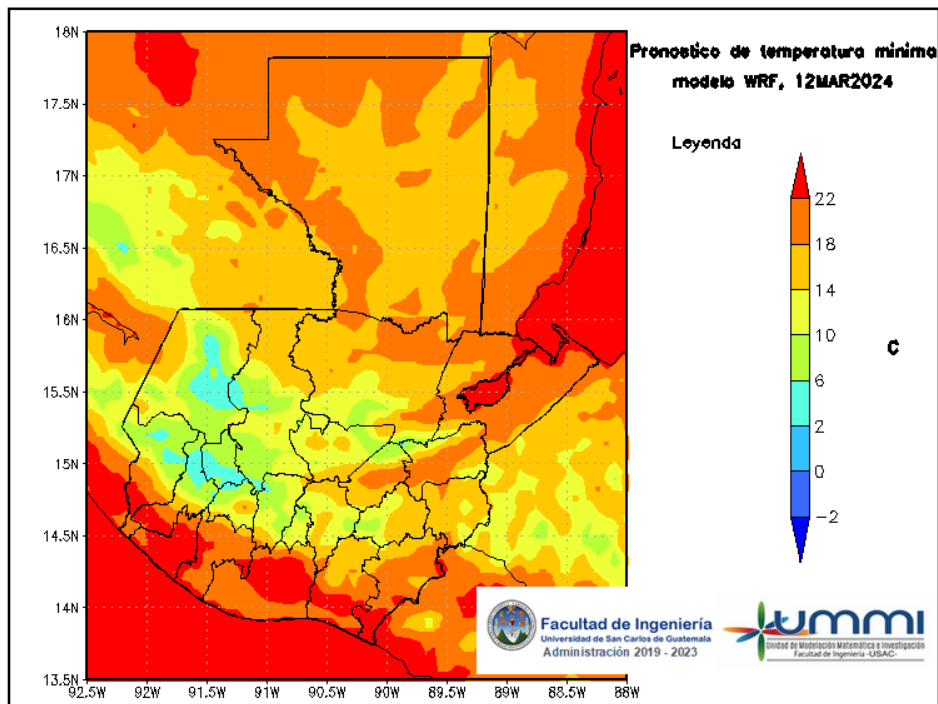 Pronostico de temperatura minima
modelo WRF, 12MAR2024
Leyenda
22
18
14
10
6
2
0
−2
C
18N
17.5N
17N
16.5N
16N
15.5N
15N
14.5N
14N
13.5N
92.5W
92W
91.5W
91W
90.5W
90W
89.5W
89W
88.5W
88W
Facultad de Ingeniería
Universidad de San Carlos de Guatemala
Administración 2019 - 2023
ummi
Unidad de Modelación Matemática e Investigación
Facultad de Ingeniería -USAC-